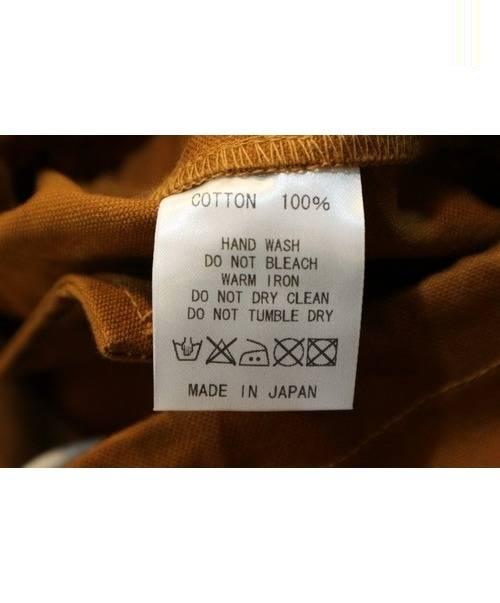 COTTON 100%
HAND WASH
DO NOT BLEACH
WARM IRON
DO NOT DRY CLEAN
DO NOT TUMBLE DRY
MADE IN JAPAN